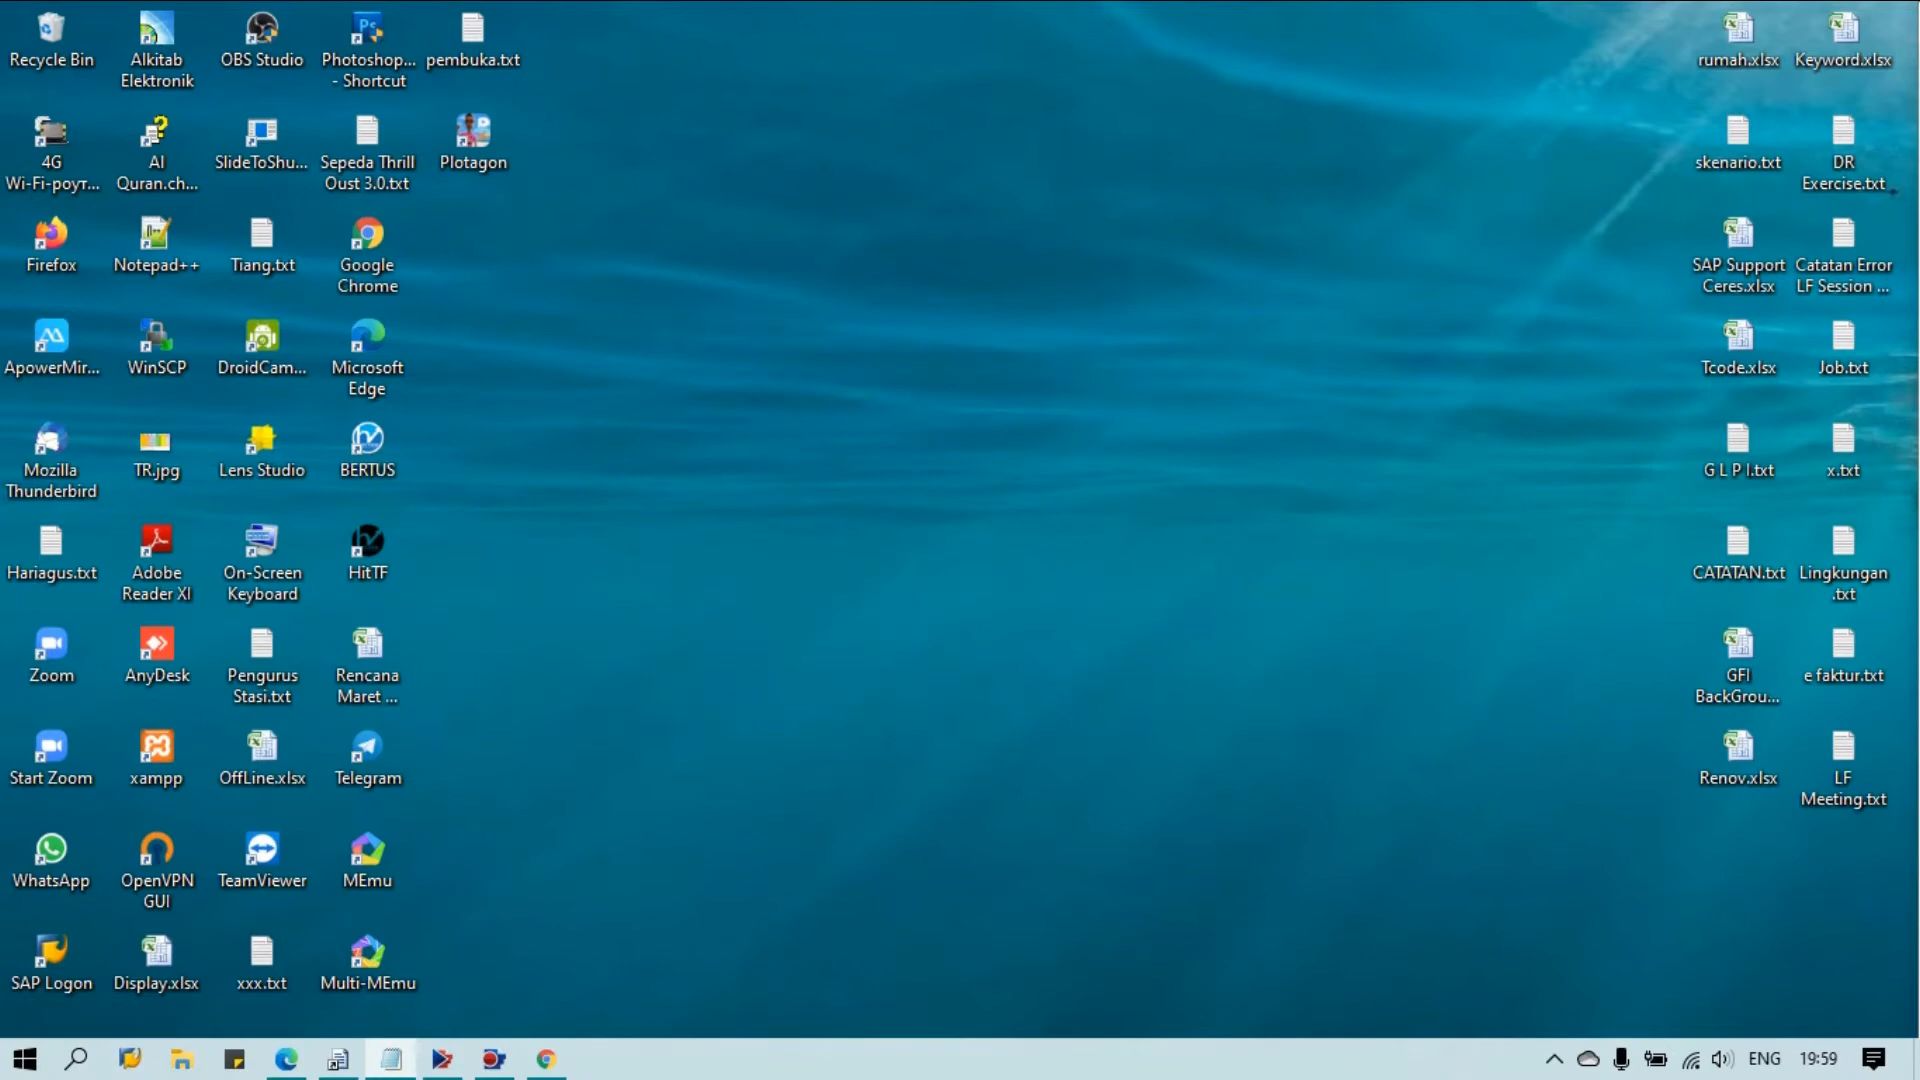 Recycle Bin
Alkitab
Elektronik
OBS Studio
Photoshop...
- Shortcut
pembuka.txt
rumah.xlsx
Keyword.xlsx
4G
Wi-Fi-роут...
Al
Quran.ch...
SlideToShu...
Sepeda Thrill
Oust 3.0.txt
Plotagon
skenario.txt
DR
Exercise.txt
Firefox
Notepad++
Tiang.txt
Google
Chrome
SAP Support
Ceres.xlsx
Catatan Error
LF Session ...
ApowerMir...
WinSCP
DroidCam...
Microsoft
Edge
Tcode.xlsx
Job.txt
Mozilla
Thunderbird
TR.jpg
Lens Studio
BERTUS
G L P I.txt
x.txt
Hariagus.txt
Adobe
Reader XI
On-Screen
Keyboard
HitTF
CATATAN.txt
Lingkungan
.txt
Zoom
AnyDesk
Pengurus
Stasi.txt
Rencana
Maret ...
GFI
BackGrou...
e faktur.txt
Start Zoom
xampp
OffLine.xlsx
Telegram
Renov.xlsx
LF
Meeting.txt
WhatsApp
OpenVPN
GUI
TeamViewer
MEmu
SAP Logon
Display.xlsx
xxx.txt
Multi-MEmu
ENG
19:59